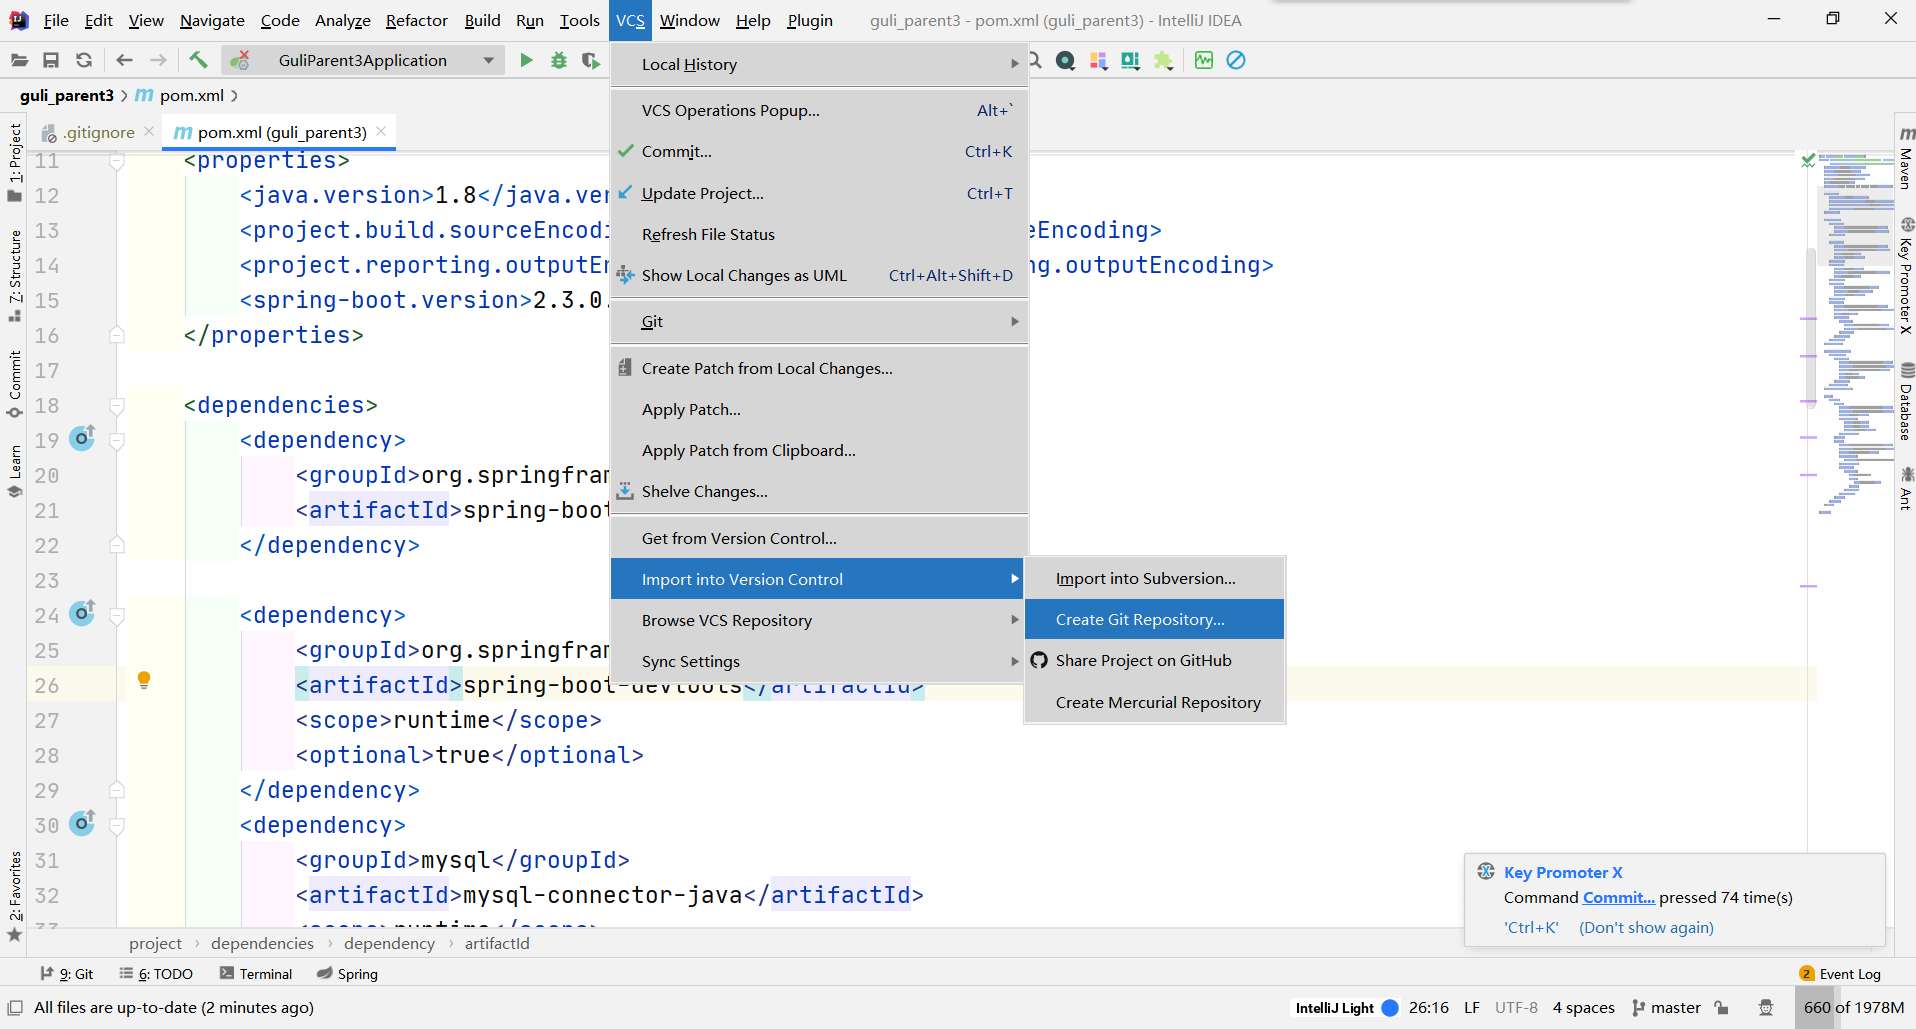 File Edit View Navigate Code Analyze Refactor Build Run Tools VCS Window Help Plugin guli_parent3 - pom.xml (guli_parent3) - IntelliJ IDEA
GuliParent3Application
guli_parent3 pom.xml
.gitignore pom.xml (guli_parent3)
1: Project
7: Structure
Commit
Learn
2: Favorites
11 <properties>
12 <java.version>1.8</java.ver
13 <project.build.sourceEncodi eEncoding>
14 <project.reporting.outputEn ng.outputEncoding>
15 <spring-boot.version>2.3.0.
16 </properties>
17
18 <dependencies>
19 <dependency>
20 <groupId>org.springfram
21 <artifactId>spring-boot
22 </dependency>
23
24 <dependency>
25 <groupId>org.springfram
26 <artifactId>spring-boot-devtools</artifactId>
27 <scope>runtime</scope>
28 <optional>true</optional>
29 </dependency>
30 <dependency>
31 <groupId>mysql</groupId>
32 <artifactId>mysql-connector-java</artifactId>
33 <scope>runtime</scope>
Local History
VCS Operations Popup... Alt+`
Commit... Ctrl+K
Update Project... Ctrl+T
Refresh File Status
Show Local Changes as UML Ctrl+Alt+Shift+D
Git
Create Patch from Local Changes...
Apply Patch...
Apply Patch from Clipboard...
Shelve Changes...
Get from Version Control...
Import into Version Control
Browse VCS Repository
Sync Settings
Import into Subversion...
Create Git Repository...
Share Project on GitHub
Create Mercurial Repository
m Maven
Key Promoter X
Database
Ant
Key Promoter X
Command Commit... pressed 74 time(s)
'Ctrl+K' (Don't show again)
project › dependencies › dependency › artifactId
9: Git 6: TODO Terminal Spring 2 Event Log
All files are up-to-date (2 minutes ago) IntelliJ Light 26:16 LF UTF-8 4 spaces master 660 of 1978M